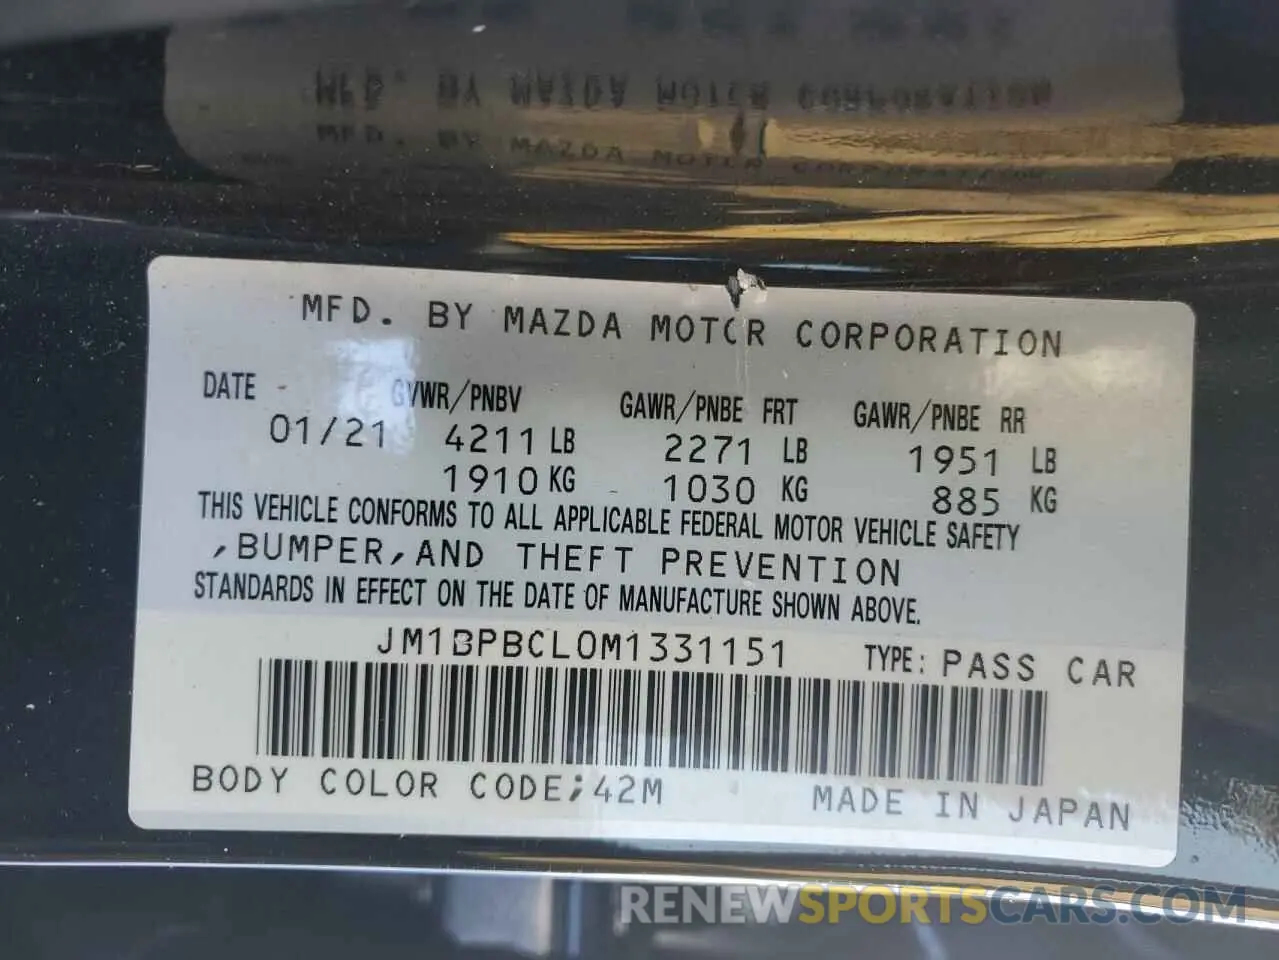 MFD. BY MAZDA MOTOR CORPORATION
DATE GVWR/PNBV GAWR/PNBE FRT GAWR/PNBE RR
01/21 4211 LB 2271 LB 1951 LB
1910 KG 1030 KG 885 KG
THIS VEHICLE CONFORMS TO ALL APPLICABLE FEDERAL MOTOR VEHICLE SAFETY
,BUMPER,AND THEFT PREVENTION
STANDARDS IN EFFECT ON THE DATE OF MANUFACTURE SHOWN ABOVE.
JM1BPBCL0M1331151 TYPE: PASS CAR
BODY COLOR CODE;42M MADE IN JAPAN
RENEWSPORTSCARS.COM